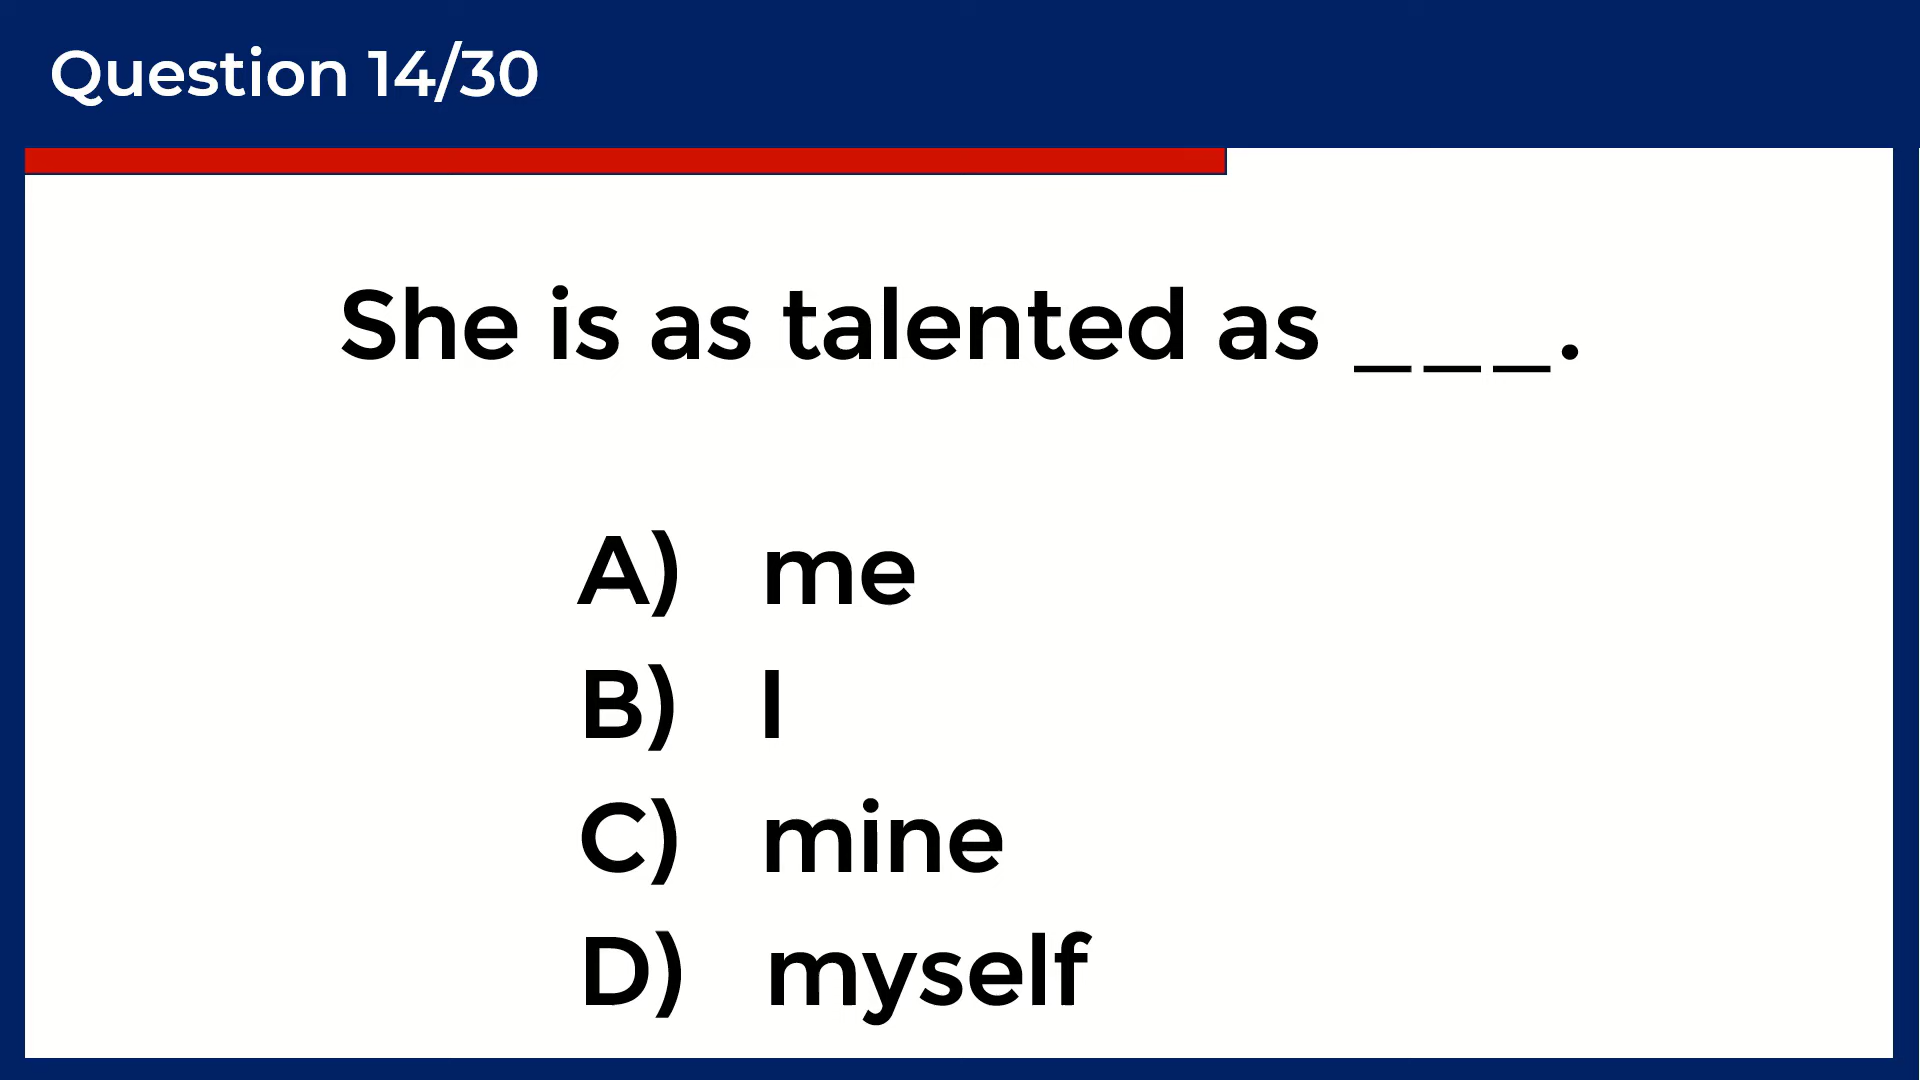 Question 14/30
She is as talented as ___.
A) me
B) I
C) mine
D) myself